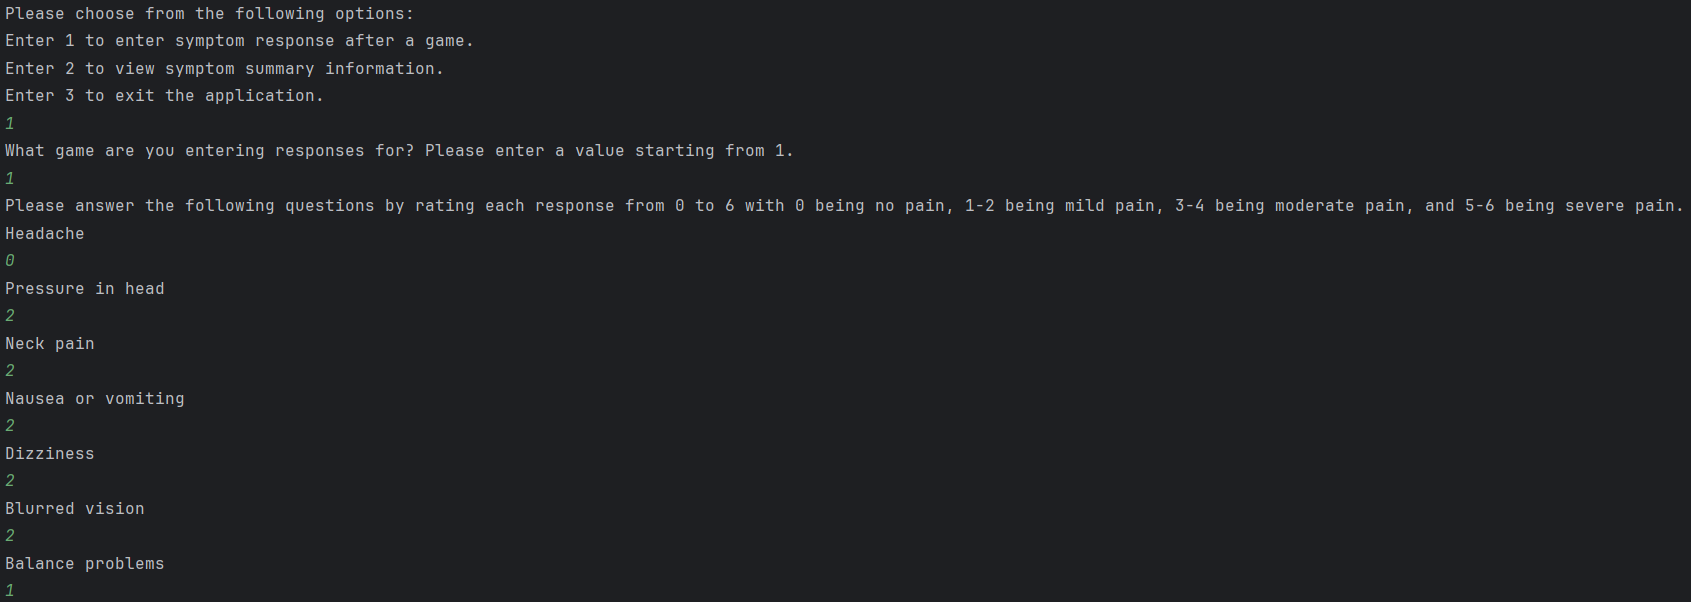 Please choose from the following options:
Enter 1 to enter symptom response after a game.
Enter 2 to view symptom summary information.
Enter 3 to exit the application.
1
What game are you entering responses for? Please enter a value starting from 1.
1
Please answer the following questions by rating each response from 0 to 6 with 0 being no pain, 1-2 being mild pain, 3-4 being moderate pain, and 5-6 being severe pain.
Headache
0
Pressure in head
2
Neck pain
2
Nausea or vomiting
2
Dizziness
2
Blurred vision
2
Balance problems
1